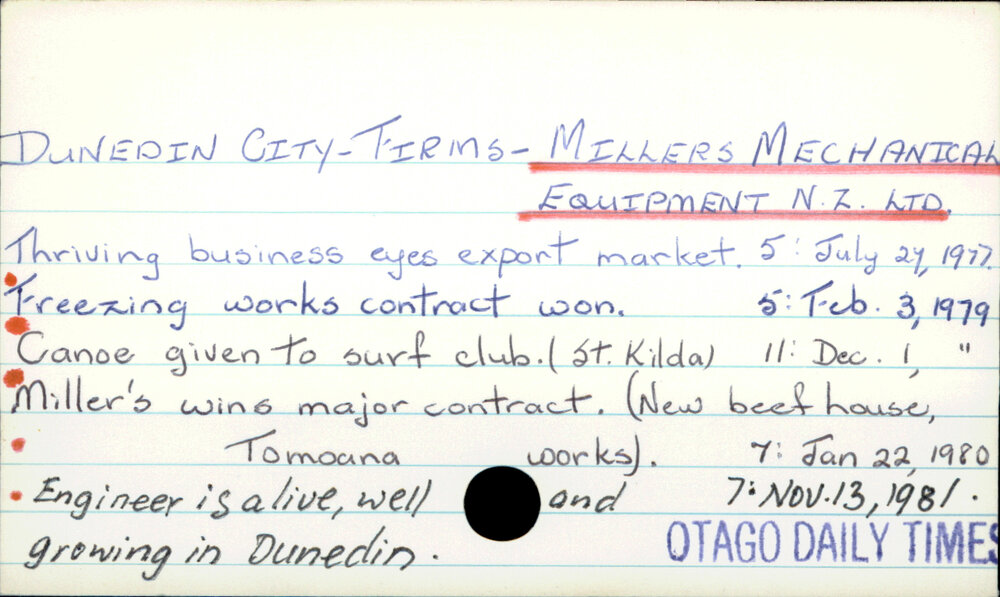 DUNEDIN CITY-FIRMS- MILLERS MECHANICAL
EQUIPMENT N.Z. LTD.
Thriving business eyes export market. 5: July 27, 1977.
Freezing works contract won. 5: Feb. 3, 1979
Canoe given to surf club. (St. Kilda) 11: Dec. 1, "
Miller's wins major contract. (New beef house,
Tomoana works). 7: Jan 22, 1980
Engineer is alive, well and 7: NOV. 13, 1981.
growing in Dunedin.
OTAGO DAILY TIMES